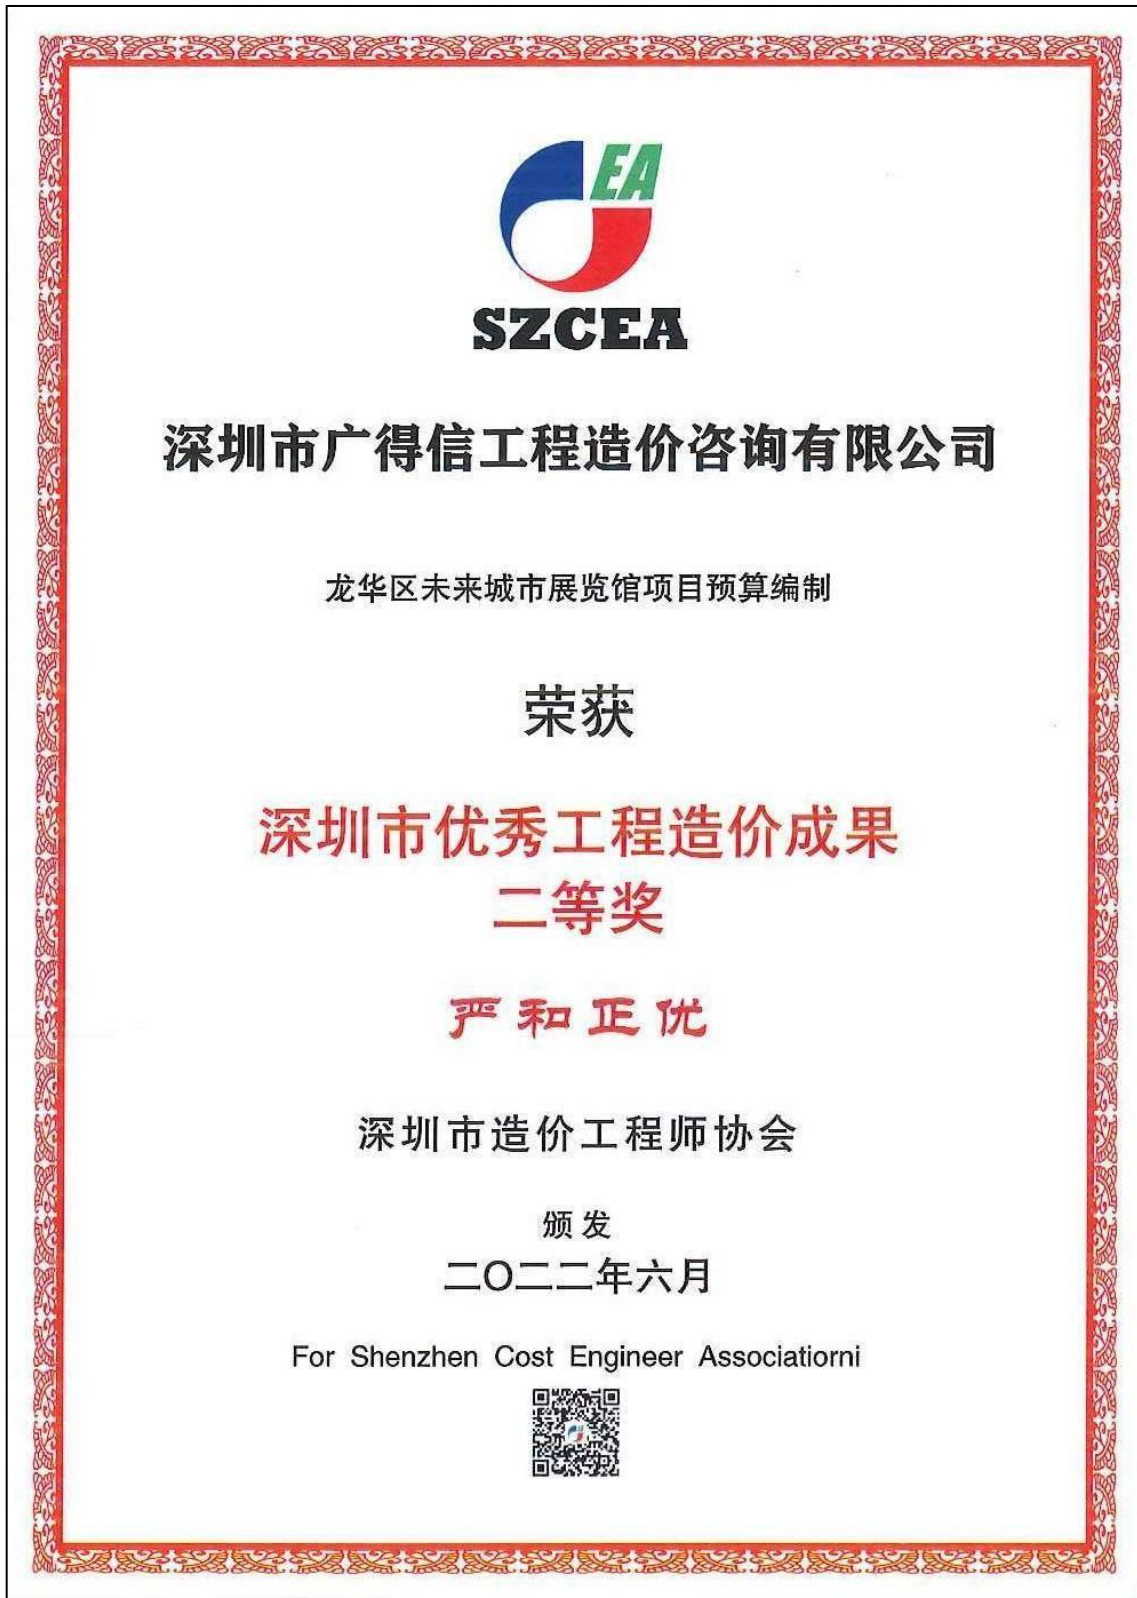 EA
SZCEA
深圳市广得信工程造价咨询有限公司
龙华区未来城市展览馆项目预算编制
荣获
深圳市优秀工程造价成果
二等奖
严和正优
深圳市造价工程师协会
颁发
二〇二二年六月
For Shenzhen Cost Engineer Associatiorni